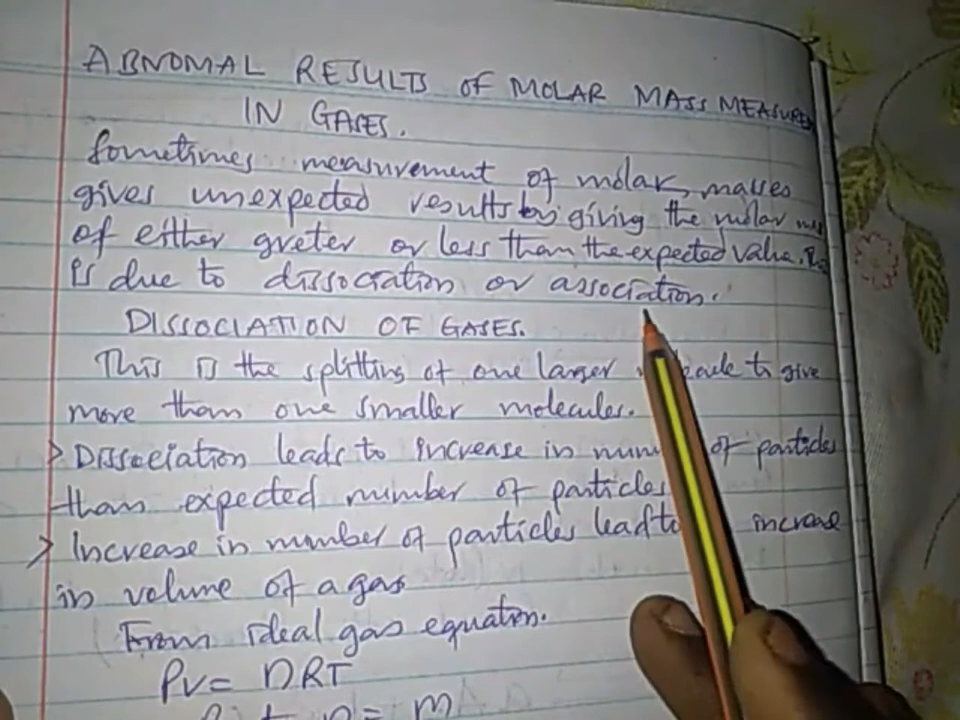 ABNOMAL RESULTS OF MOLAR MASS MEASURE
IN GASES.
Sometimes measurement of molar masses
gives unexpected results by giving the molar
of either greter or less than the expected value.
is due to dissociation or association.
DISSOCIATION OF GASES.
This is the splitting of one larger to give
more than one smaller molecules.
> Dissociation leads to increase in num of particles
than expected number of particles
> Increase in number of particles lead to increase
in volume of a gas
From ideal gas equation.
PV = nRT
n = m